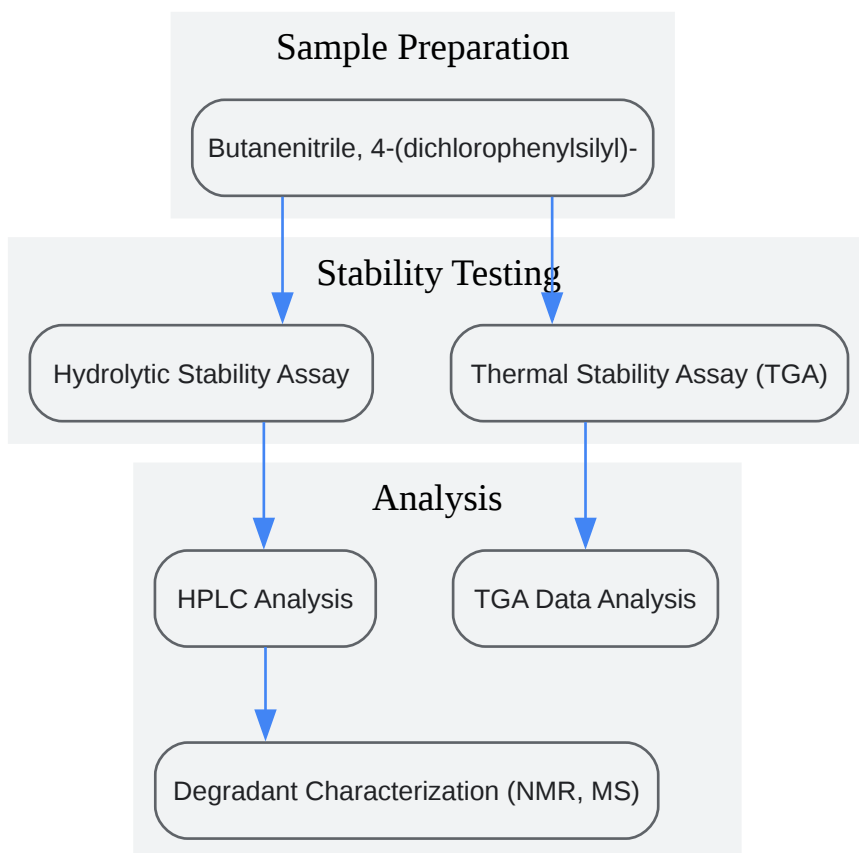 Sample Preparation
Butanenitrile, 4-(dichlorophenylsilyl)-
Stability Testing
Hydrolytic Stability Assay
Thermal Stability Assay (TGA)
Analysis
HPLC Analysis
TGA Data Analysis
Degradant Characterization (NMR, MS)